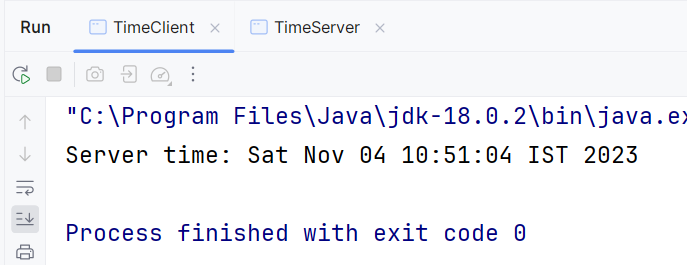 Run TimeClient TimeServer
"C:\Program Files\Java\jdk-18.0.2\bin\java.ex
Server time: Sat Nov 04 10:51:04 IST 2023
Process finished with exit code 0